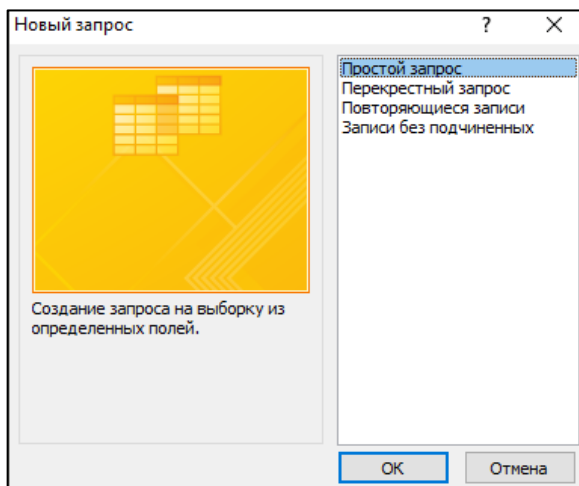 Новый запрос
?
Простой запрос
Перекрестный запрос
Повторяющиеся записи
Записи без подчиненных
Создание запроса на выборку из
определенных полей.
ОК
Отмена